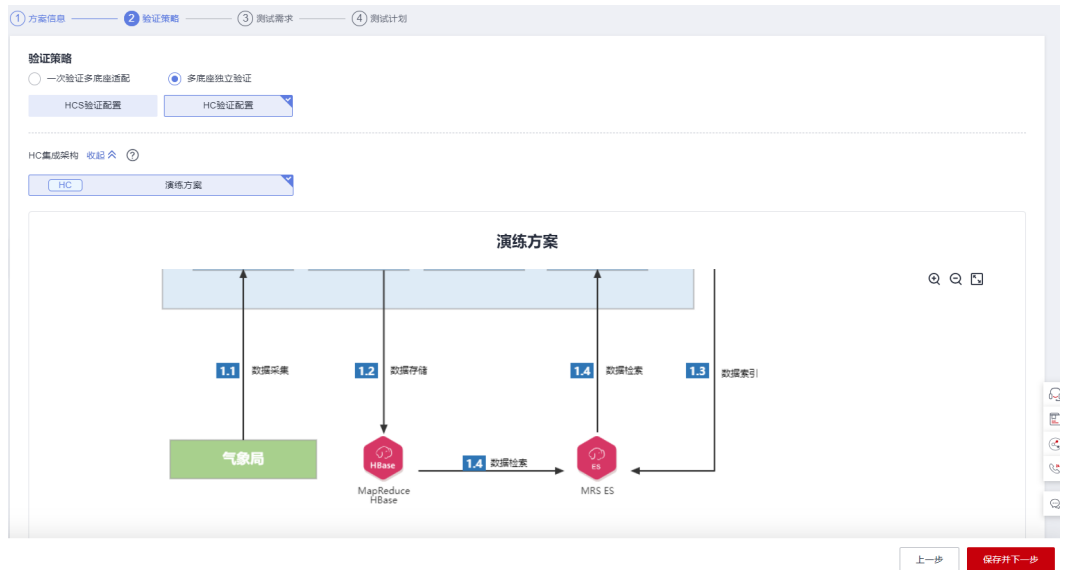 1 方案信息 2 验证策略 3 测试需求 4 测试计划
验证策略
一次验证多底座适配 多底座独立验证
HCS验证配置 HC验证配置
HC集成架构 收起 ?
HC 演练方案
演练方案
1.1 数据采集 1.2 数据存储 1.4 数据检索 1.3 数据索引
气象局
HBase
ES
1.4 数据检索
MapReduce
HBase
MRS ES
上一步 保存并下一步